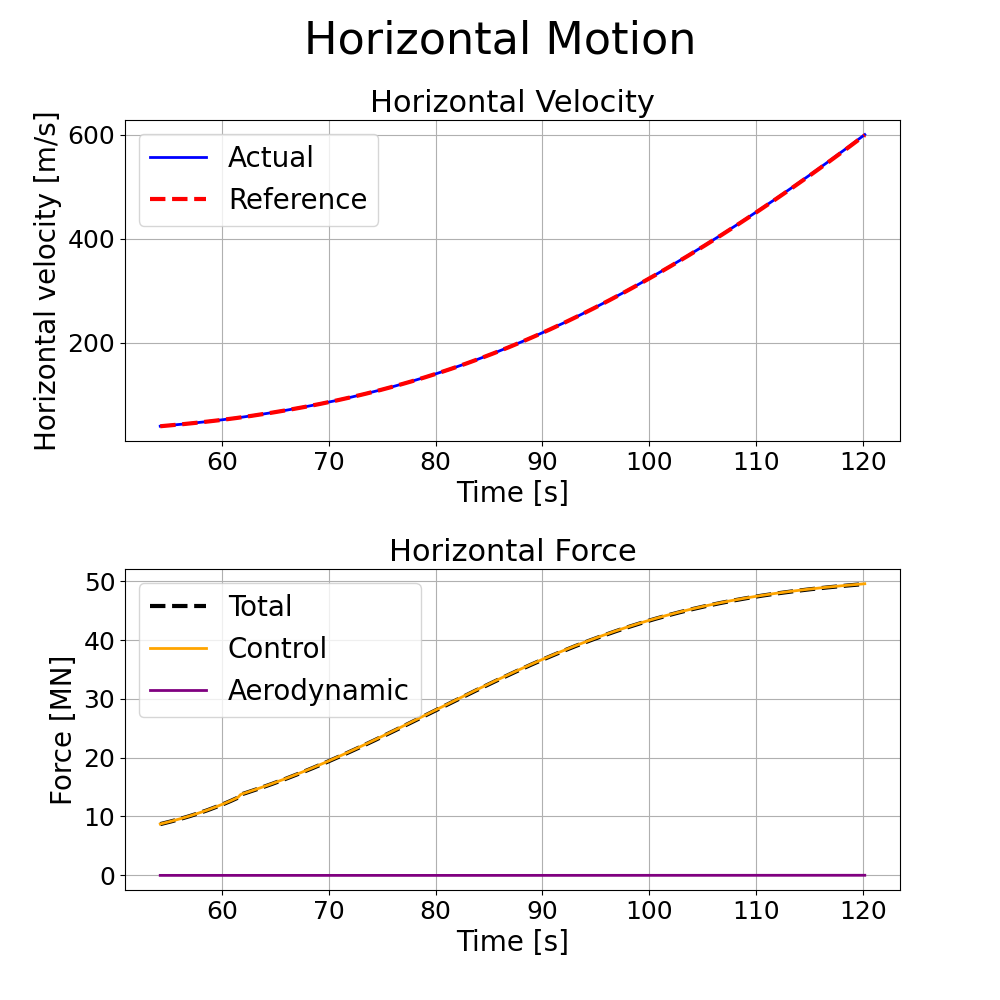 Horizontal Motion
Horizontal Velocity
Horizontal velocity [m/s]
600
400
200
Actual
Reference
60 70 80 90 100 110 120
Time [s]
Horizontal Force
Force [MN]
50
40
30
20
10
0
Total
Control
Aerodynamic
60 70 80 90 100 110 120
Time [s]